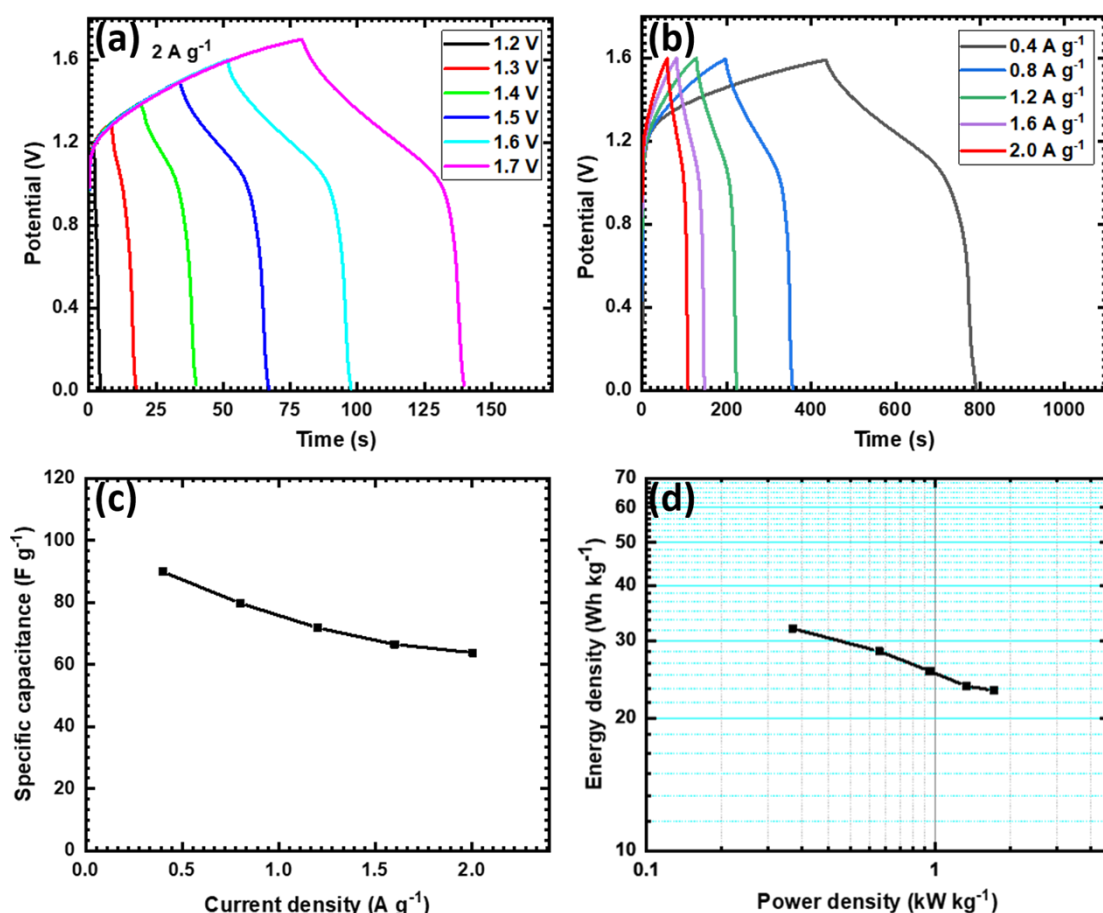 (a)
2 A g⁻¹
1.2 V
1.3 V
1.4 V
1.5 V
1.6 V
1.7 V
Potential (V)
1.6
1.2
0.8
0.4
0.0
0 25 50 75 100 125 150
Time (s)
(b)
0.4 A g⁻¹
0.8 A g⁻¹
1.2 A g⁻¹
1.6 A g⁻¹
2.0 A g⁻¹
Potential (V)
1.6
1.2
0.8
0.4
0.0
0 200 400 600 800 1000
Time (s)
(c)
Specific capacitance (F g⁻¹)
120
100
80
60
40
20
0
0.0 0.5 1.0 1.5 2.0
Current density (A g⁻¹)
(d)
Energy density (Wh kg⁻¹)
70
60
50
40
30
20
10
0.1 1
Power density (kW kg⁻¹)